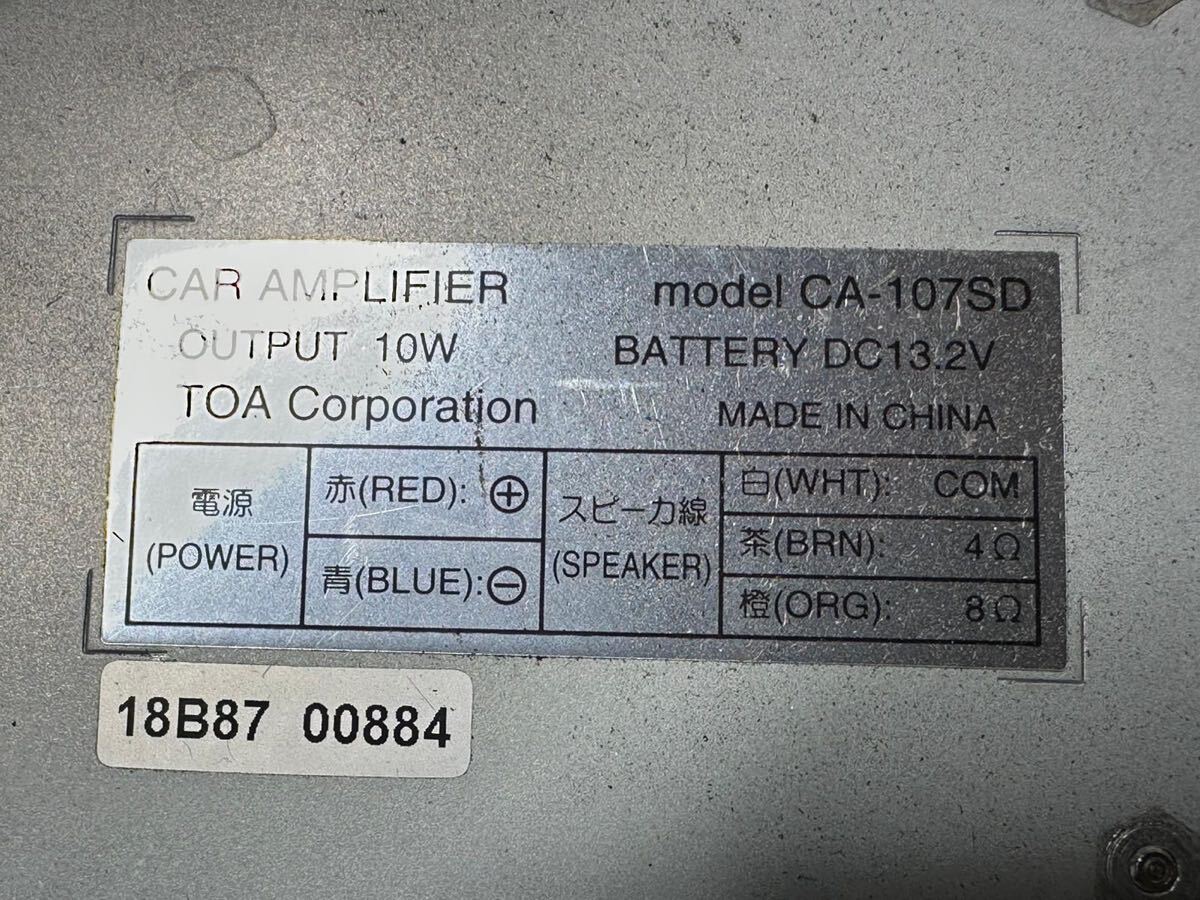 CAR AMPLIFIER model CA-107SD
OUTPUT 10W BATTERY DC13.2V
TOA Corporation MADE IN CHINA
電源
(POWER)
赤(RED): ⊕
青(BLUE): ⊖
スピーカ線
(SPEAKER)
白(WHT): COM
茶(BRN): 4Ω
橙(ORG): 8Ω
18B87 00884